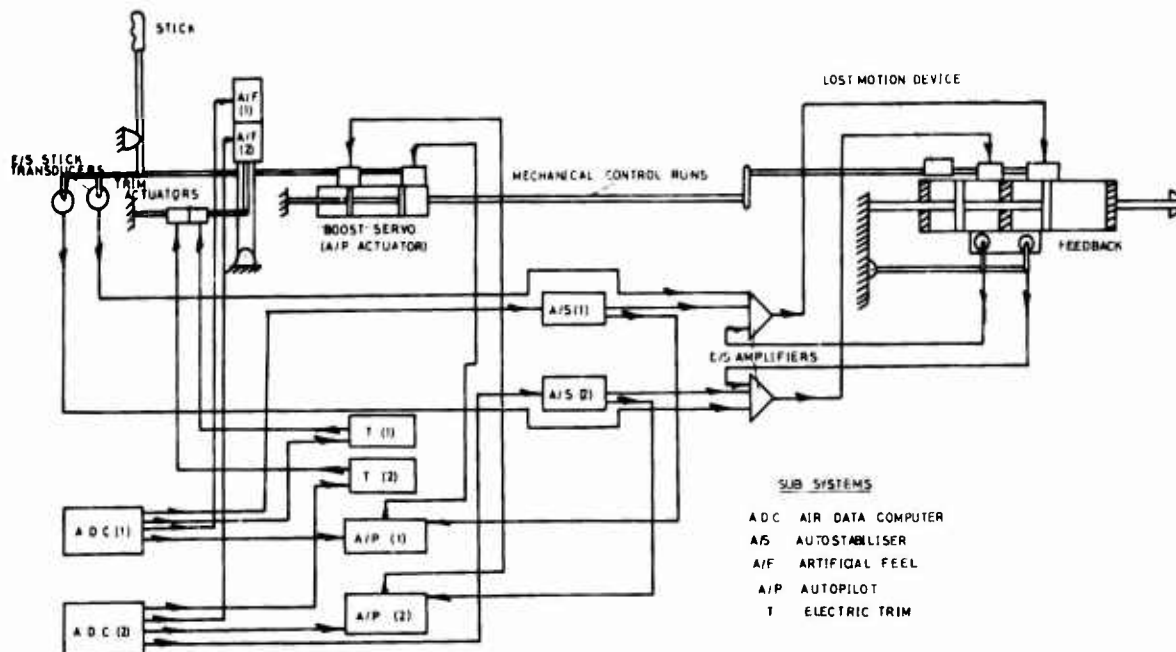 STICK
A/F
(1)
A/F
(2)
LOST MOTION DEVICE
E/S STICK
TRANSDUCERS
TRIM
ACTUATORS
MECHANICAL CONTROL RUNS
'BOOST' SERVO
(A/P ACTUATOR)
FEEDBACK
A/S(1)
E/S AMPLIFIERS
A/S (2)
T (1)
T (2)
ADC(1)
A/P (1)
ADC(2)
A/P (2)
SUB SYSTEMS
ADC AIR DATA COMPUTER
A/S AUTOSTABILISER
A/F ARTIFICIAL FEEL
A/P AUTOPILOT
T ELECTRIC TRIM